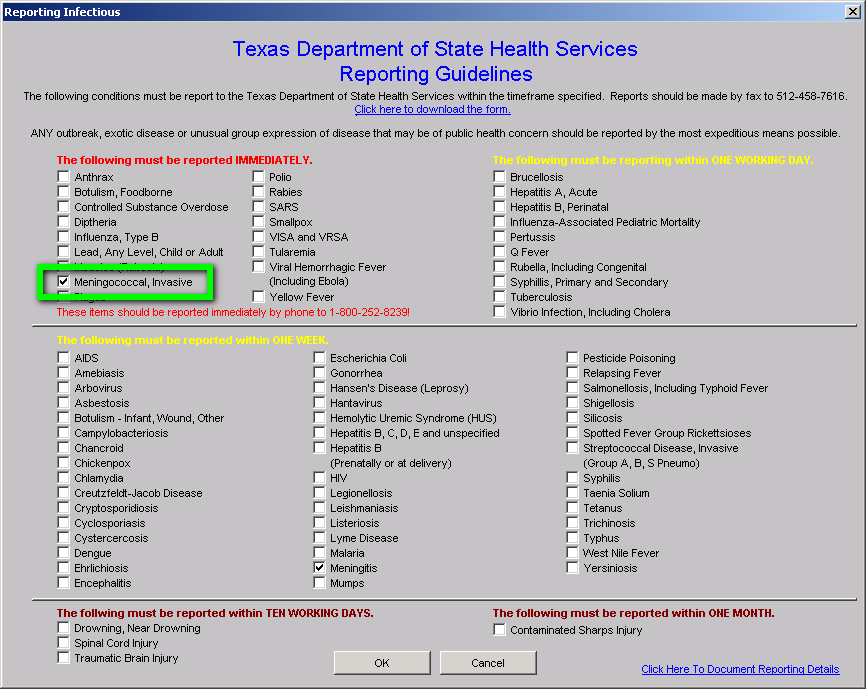 Reporting Infectious
Texas Department of State Health Services
Reporting Guidelines
The following conditions must be report to the Texas Department of State Health Services within the timeframe specified. Reports should be made by fax to 512-458-7616.
Click here to download the form.
ANY outbreak, exotic disease or unusual group expression of disease that may be of public health concern should be reported by the most expeditious means possible.
The following must be reported IMMEDIATELY.
Anthrax
Botulism, Foodborne
Controlled Substance Overdose
Diptheria
Influenza, Type B
Lead, Any Level, Child or Adult
Meningococcal, Invasive
Polio
Rabies
SARS
Smallpox
VISA and VRSA
Tularemia
Viral Hemorrhagic Fever
(Including Ebola)
Yellow Fever
These items should be reported immediately by phone to 1-800-252-8239!
The following must be reporting within ONE WORKING DAY.
Brucellosis
Hepatitis A, Acute
Hepatitis B, Perinatal
Influenza-Associated Pediatric Mortality
Pertussis
Q Fever
Rubella, Including Congenital
Syphillis, Primary and Secondary
Tuberculosis
Vibrio Infection, Including Cholera
The following must be reported within ONE WEEK.
AIDS
Amebiasis
Arbovirus
Asbestosis
Botulism - Infant, Wound, Other
Campylobacteriosis
Chancroid
Chickenpox
Chlamydia
Creutzfeldt-Jacob Disease
Cryptosporidiosis
Cyclosporiasis
Cystercercosis
Dengue
Ehrlichiosis
Encephalitis
Escherichia Coli
Gonorrhea
Hansen's Disease (Leprosy)
Hantavirus
Hemolytic Uremic Syndrome (HUS)
Hepatitis B, C, D, E and unspecified
Hepatitis B
(Prenatally or at delivery)
HIV
Legionellosis
Leishmaniasis
Listeriosis
Lyme Disease
Malaria
Meningitis
Mumps
Pesticide Poisoning
Relapsing Fever
Salmonellosis, Including Typhoid Fever
Shigellosis
Silicosis
Spotted Fever Group Rickettsioses
Streptococcal Disease, Invasive
(Group A, B, S Pneumo)
Syphilis
Taenia Solium
Tetanus
Trichinosis
Typhus
West Nile Fever
Yersiniosis
The follwing must be reported within TEN WORKING DAYS.
Drowning, Near Drowning
Spinal Cord Injury
Traumatic Brain Injury
The following must be reported within ONE MONTH.
Contaminated Sharps Injury
OK
Cancel
Click Here To Document Reporting Details